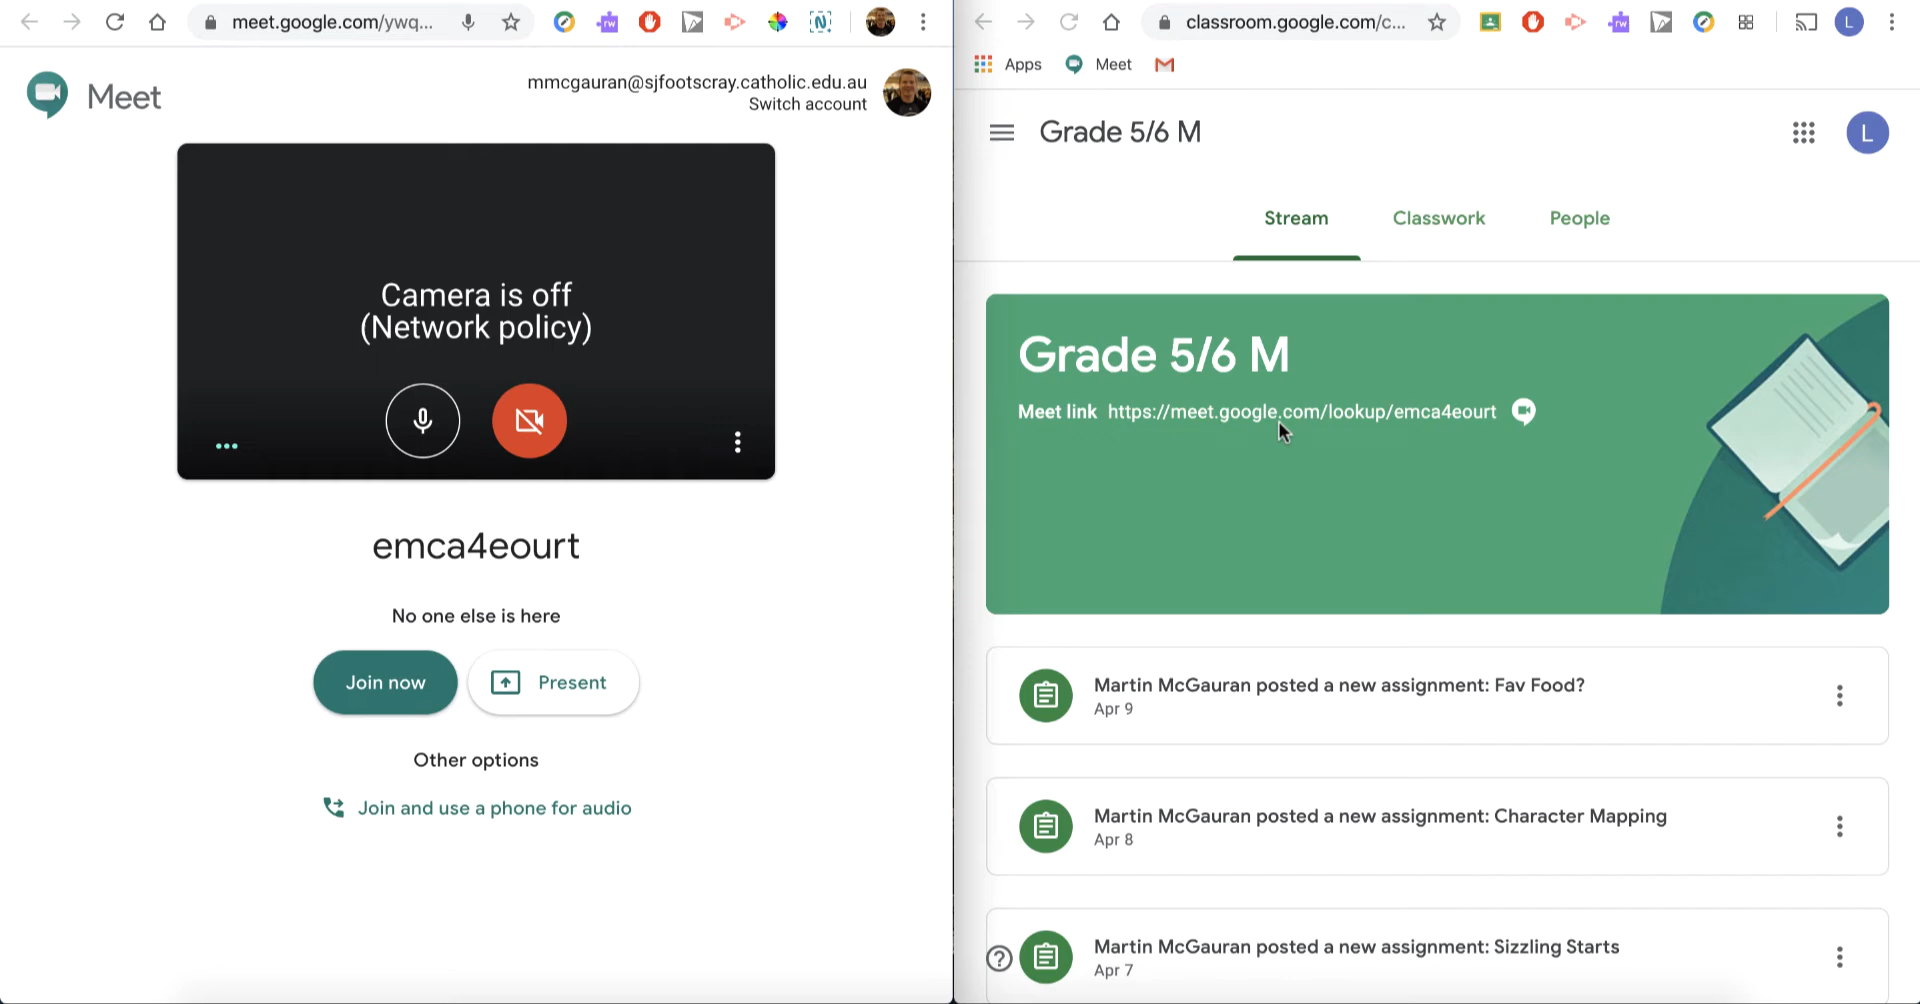 meet.google.com/ywq...
Meet
mmcgauran@sjfootscray.catholic.edu.au
Switch account
Camera is off
(Network policy)
emca4eourt
No one else is here
Join now
Present
Other options
Join and use a phone for audio
classroom.google.com/c...
rw
L
Apps
Meet
Grade 5/6 M
L
Stream
Classwork
People
Grade 5/6 M
Meet link https://meet.google.com/lookup/emca4eourt
Martin McGauran posted a new assignment: Fav Food?
Apr 9
Martin McGauran posted a new assignment: Character Mapping
Apr 8
Martin McGauran posted a new assignment: Sizzling Starts
Apr 7